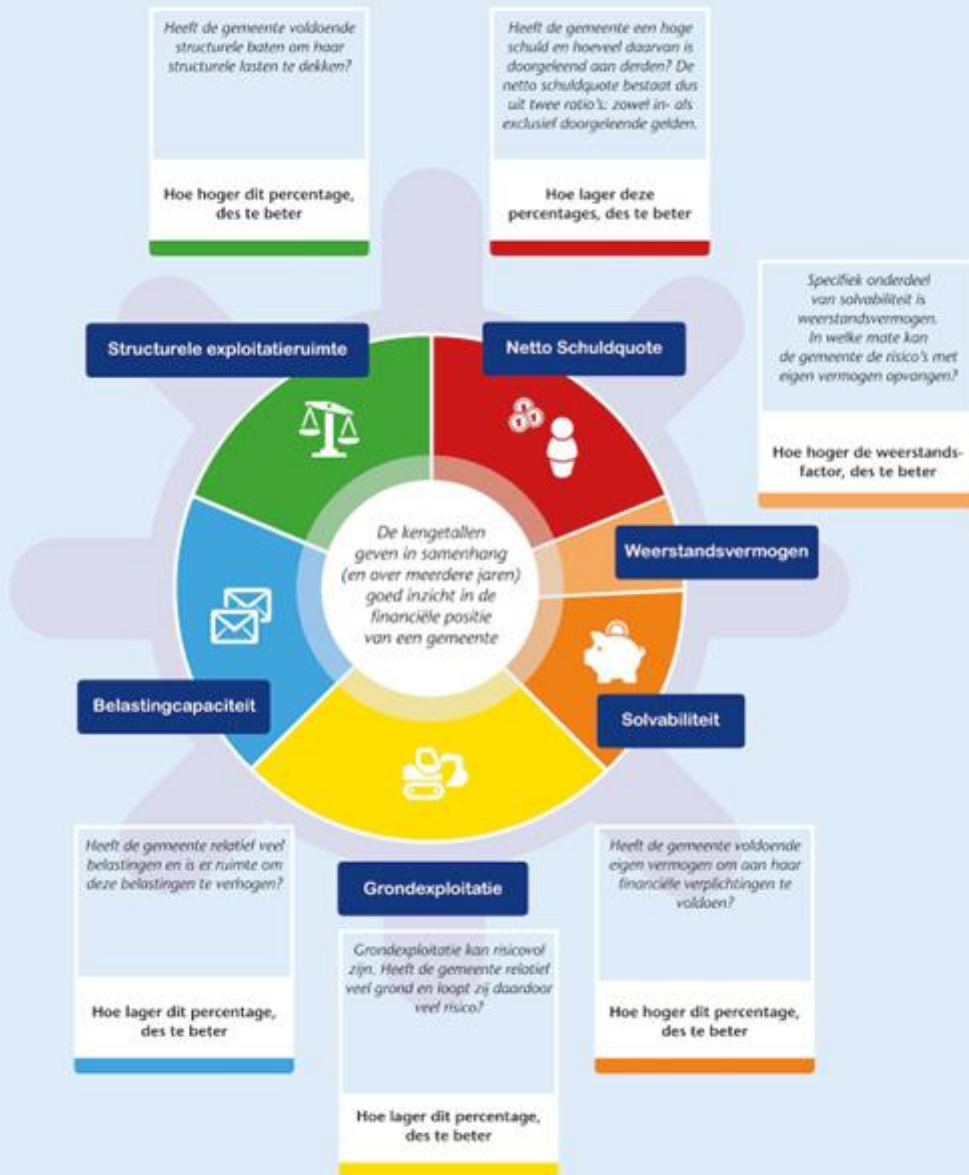 Heeft de gemeente voldoende
structurele baten om haar
structurele lasten te dekken?
Hoe hoger dit percentage,
des te beter
Heeft de gemeente een hoge
schuld en hoeveel daarvan is
doorgeleend aan derden? De
netto schuldquote bestaat dus
uit twee ratio's: zowel in- als
exclusief doorgeleende gelden.
Hoe lager deze
percentages, des te beter
Specifiek onderdeel
van solvabiliteit is
weerstandsvermogen.
In welke mate kan
de gemeente de risico's met
eigen vermogen opvangen?
Hoe hoger de weerstands-
factor, des te beter
Structurele exploitatieruimte
Netto Schuldquote
Weerstandsvermogen
De kengetallen
geven in samenhang
(en over meerdere jaren)
goed inzicht in de
financiële positie
van een gemeente
Belastingcapaciteit
Solvabiliteit
Grondexploitatie
Heeft de gemeente relatief veel
belastingen en is er ruimte om
deze belastingen te verhogen?
Hoe lager dit percentage,
des te beter
Grondexploitatie kan risicovol
zijn. Heeft de gemeente relatief
veel grond en loopt zij daardoor
veel risico?
Hoe lager dit percentage,
des te beter
Heeft de gemeente voldoende
eigen vermogen om aan haar
financiële verplichtingen te
voldoen?
Hoe hoger dit percentage,
des te beter